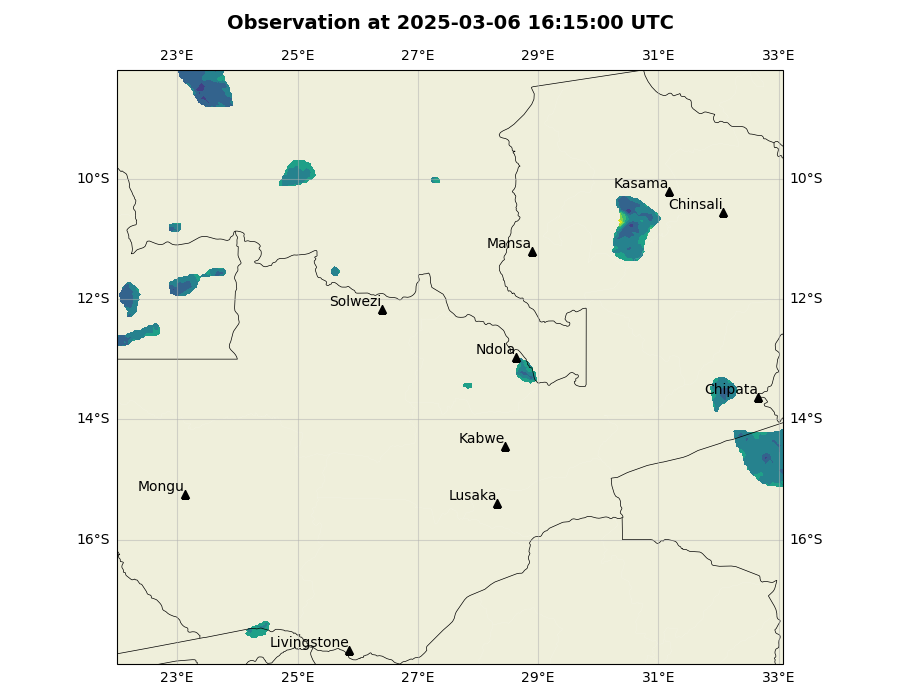 Observation at 2025-03-06 16:15:00 UTC
23°E 25°E 27°E 29°E 31°E 33°E
10°S 10°S
Kasama
Chinsali
Mansa
12°S 12°S
Solwezi
Ndola
Chipata
14°S 14°S
Kabwe
Mongu
Lusaka
16°S 16°S
Livingstone
23°E 25°E 27°E 29°E 31°E 33°E